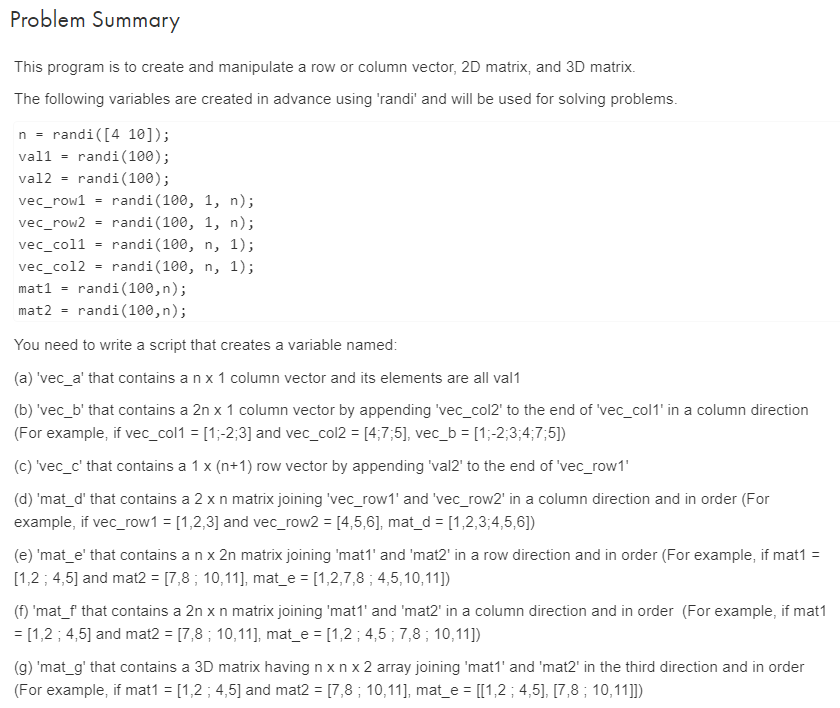 Problem Summary
This program is to create and manipulate a row or column vector, 2D matrix, and 3D matrix.
The following variables are created in advance using 'randi' and will be used for solving problems.
n = randi([4 10]);
val1 = randi(100);
val2 = randi(100);
vec_row1 = randi(100, 1, n);
vec_row2 = randi(100, 1, n);
vec_col1 = randi(100, n, 1);
vec_col2 = randi(100, n, 1);
mat1 = randi(100,n);
mat2 = randi(100,n);
You need to write a script that creates a variable named:
(a) 'vec_a' that contains a n x 1 column vector and its elements are all val1
(b) 'vec_b' that contains a 2n x 1 column vector by appending 'vec_col2' to the end of 'vec_col1' in a column direction
(For example, if vec_col1 = [1;-2;3] and vec_col2 = [4;7;5], vec_b = [1;-2;3;4;7;5])
(c) 'vec_c' that contains a 1 x (n+1) row vector by appending 'val2' to the end of 'vec_row1'
(d) 'mat_d' that contains a 2 x n matrix joining 'vec_row1' and 'vec_row2' in a column direction and in order (For
example, if vec_row1 = [1,2,3] and vec_row2 = [4,5,6], mat_d = [1,2,3;4,5,6])
(e) 'mat_e' that contains a n x 2n matrix joining 'mat1' and 'mat2' in a row direction and in order (For example, if mat1 =
[1,2 ; 4,5] and mat2 = [7,8 ; 10,11], mat_e = [1,2,7,8 ; 4,5,10,11])
(f) 'mat_f' that contains a 2n x n matrix joining 'mat1' and 'mat2' in a column direction and in order (For example, if mat1
= [1,2 ; 4,5] and mat2 = [7,8 ; 10,11], mat_e = [1,2 ; 4,5 ; 7,8 ; 10,11])
(g) 'mat_g' that contains a 3D matrix having n x n x 2 array joining 'mat1' and 'mat2' in the third direction and in order
(For example, if mat1 = [1,2 ; 4,5] and mat2 = [7,8 ; 10,11], mat_e = [[1,2 ; 4,5], [7,8 ; 10,11]])